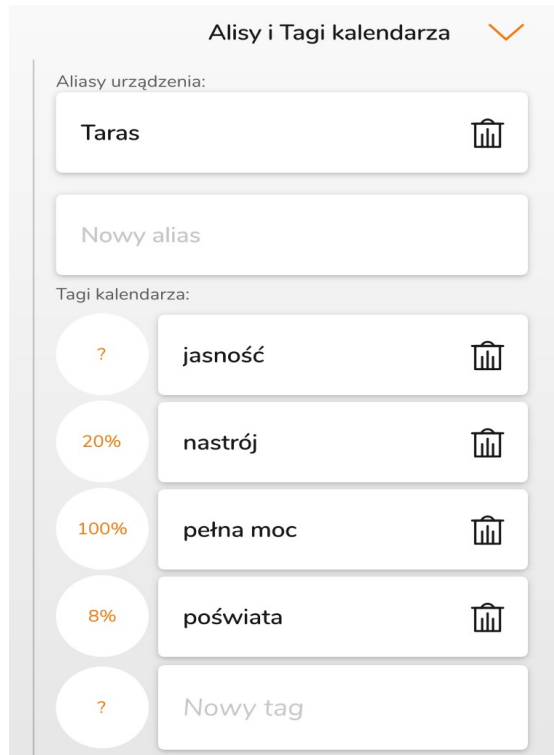 Alisy i Tagi kalendarza
Aliasy urządzenia:
Taras
Nowy alias
Tagi kalendarza:
? jasność
20% nastrój
100% pełna moc
8% poświata
? Nowy tag